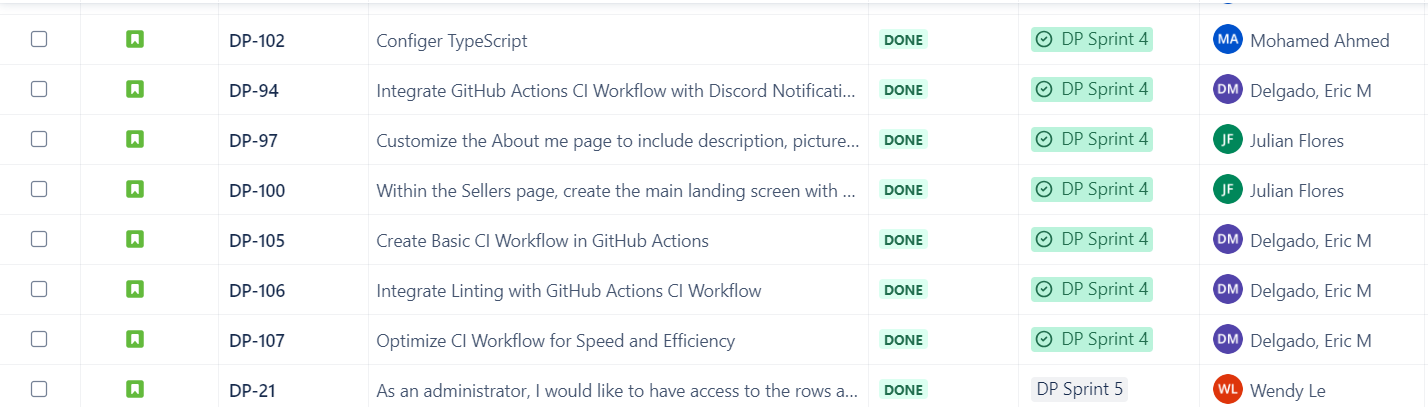 DP-102 Configer TypeScript DONE DP Sprint 4 MA Mohamed Ahmed
DP-94 Integrate GitHub Actions CI Workflow with Discord Notificati... DONE DP Sprint 4 DM Delgado, Eric M
DP-97 Customize the About me page to include description, picture... DONE DP Sprint 4 JF Julian Flores
DP-100 Within the Sellers page, create the main landing screen with ... DONE DP Sprint 4 JF Julian Flores
DP-105 Create Basic CI Workflow in GitHub Actions DONE DP Sprint 4 DM Delgado, Eric M
DP-106 Integrate Linting with GitHub Actions CI Workflow DONE DP Sprint 4 DM Delgado, Eric M
DP-107 Optimize CI Workflow for Speed and Efficiency DONE DP Sprint 4 DM Delgado, Eric M
DP-21 As an administrator, I would like to have access to the rows a... DONE DP Sprint 5 WL Wendy Le